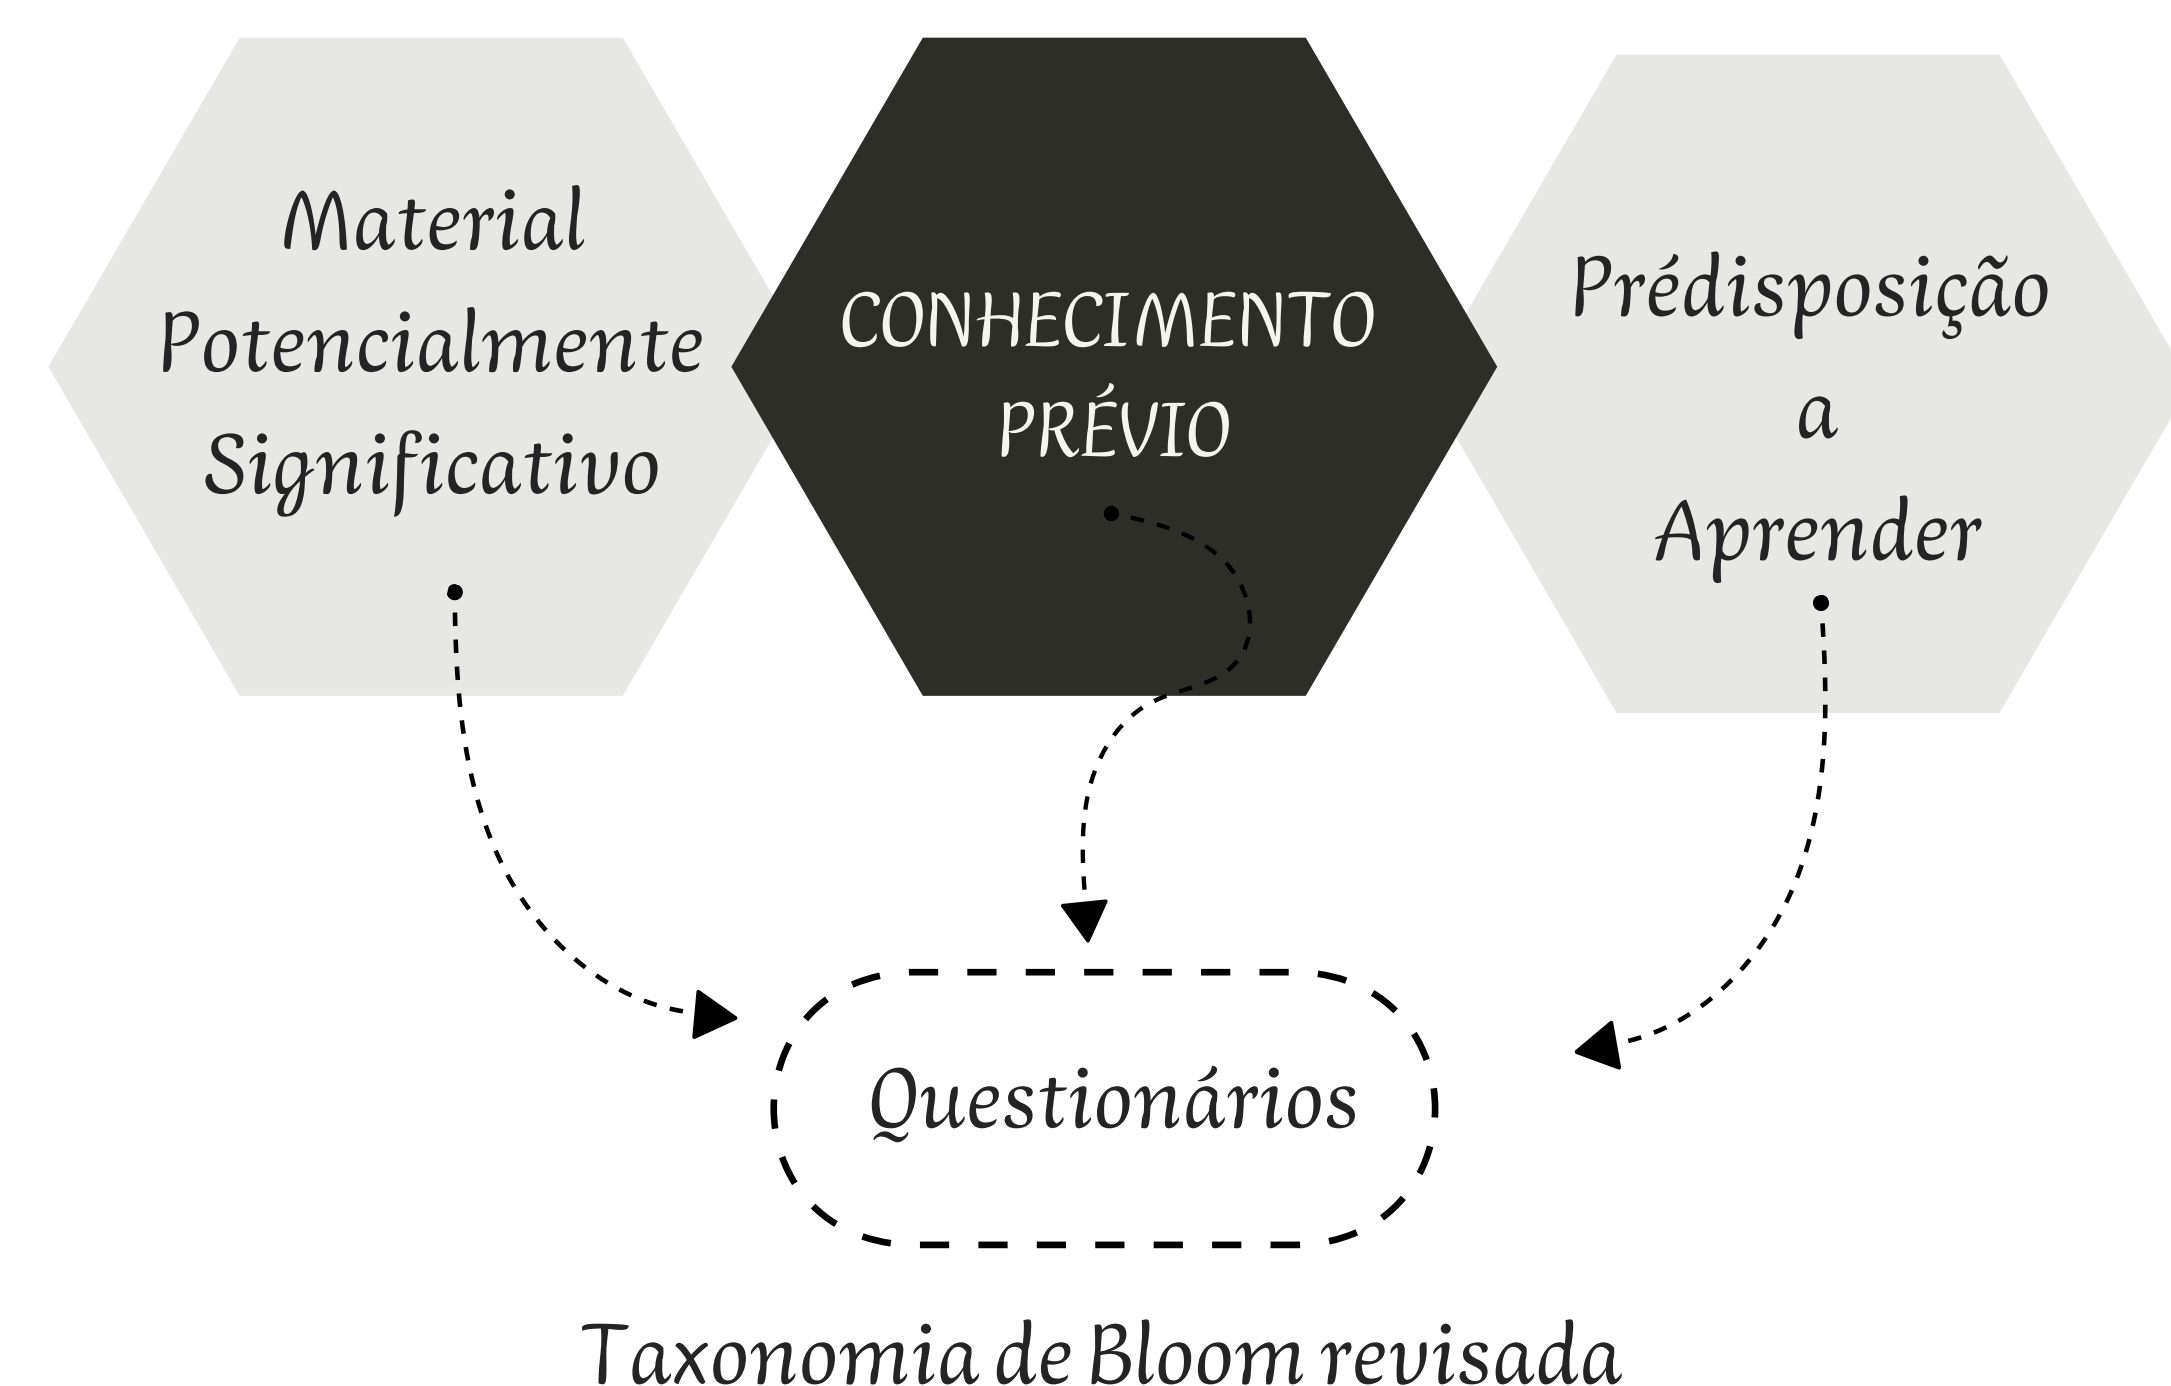 Material
Potencialmente
Significativo
CONHECIMENTO
PRÉVIO
Prédisposição
a
Aprender
Questionários
Taxonomia de Bloom revisada